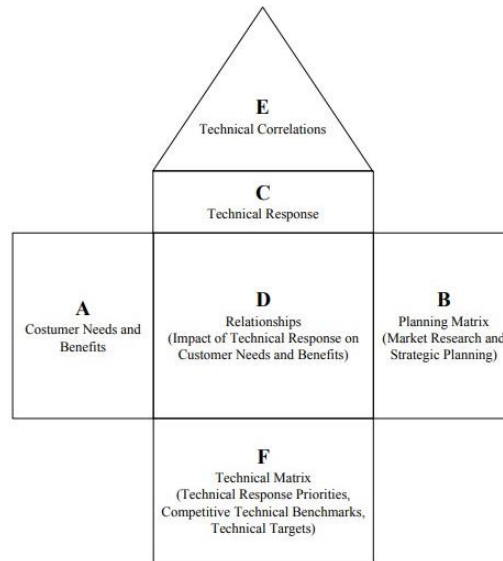 E
Technical Correlations
C
Technical Response
A
Costumer Needs and
Benefits
D
Relationships
(Impact of Technical Response on
Customer Needs and Benefits)
B
Planning Matrix
(Market Research and
Strategic Planning)
F
Technical Matrix
(Technical Response Priorities,
Competitive Technical Benchmarks,
Technical Targets)